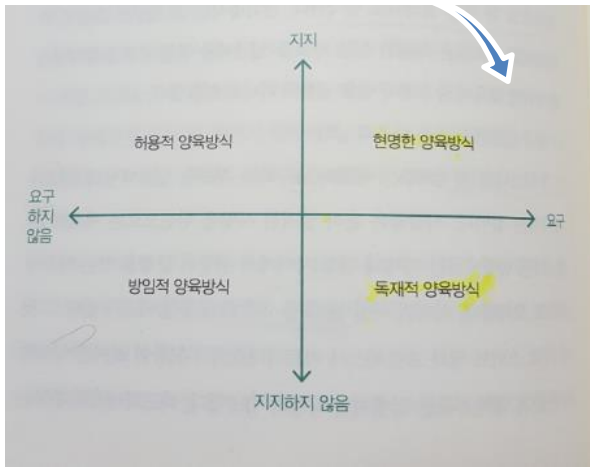 지지
허용적 양육방식
현명한 양육방식
요구
하지
않음
요구
방임적 양육방식
독재적 양육방식
지지하지 않음